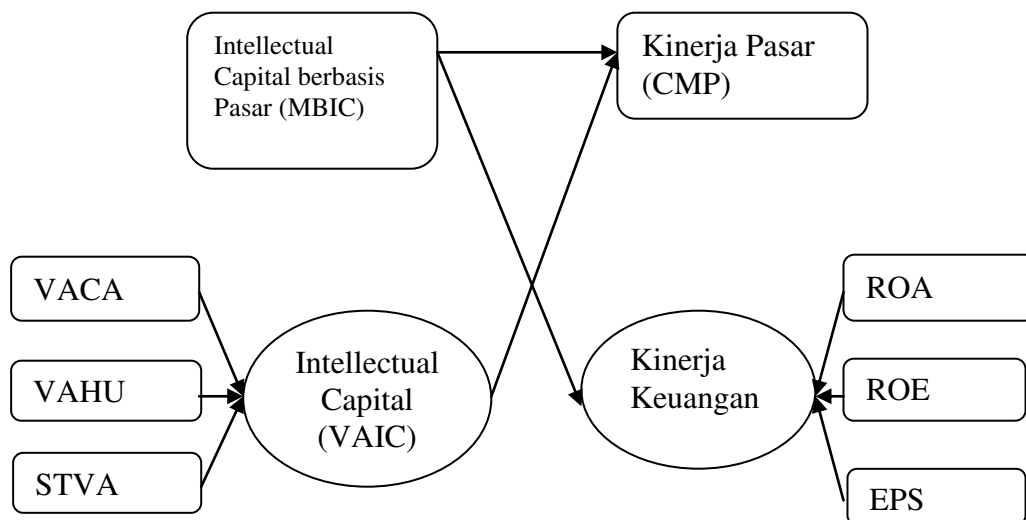 Intellectual
Capital berbasis
Pasar (MBIC)
Kinerja Pasar
(CMP)
VACA
VAHU
STVA
Intellectual
Capital
(VAIC)
Kinerja
Keuangan
ROA
ROE
EPS